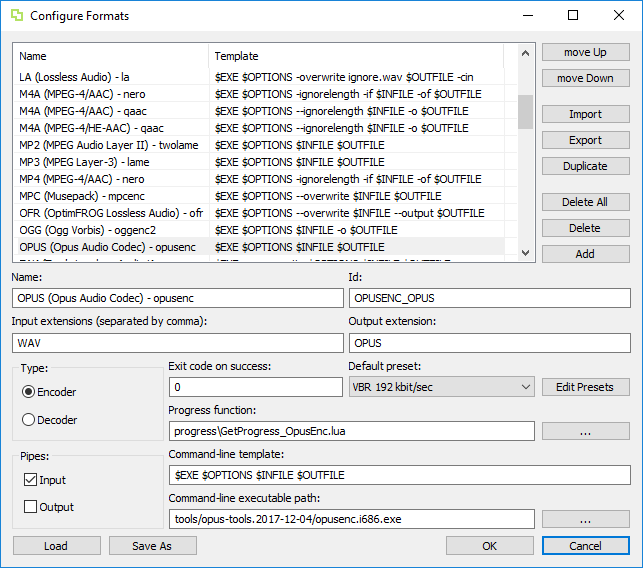 Configure Formats
Name Template
LA (Lossless Audio) - la $EXE $OPTIONS -overwrite ignore.wav $OUTFILE -cin
M4A (MPEG-4/AAC) - nero $EXE $OPTIONS -ignorelength -if $INFILE -of $OUTFILE
M4A (MPEG-4/AAC) - qaac $EXE $OPTIONS --ignorelength $INFILE -o $OUTFILE
M4A (MPEG-4/HE-AAC) - qaac $EXE $OPTIONS --ignorelength $INFILE -o $OUTFILE
MP2 (MPEG Audio Layer II) - twolame $EXE $OPTIONS $INFILE $OUTFILE
MP3 (MPEG Layer-3) - lame $EXE $OPTIONS $INFILE $OUTFILE
MP4 (MPEG-4/AAC) - nero $EXE $OPTIONS -ignorelength -if $INFILE -of $OUTFILE
MPC (Musepack) - mpcenc $EXE $OPTIONS --overwrite $INFILE $OUTFILE
OFR (OptimFROG Lossless Audio) - ofr $EXE $OPTIONS --overwrite $INFILE --output $OUTFILE
OGG (Ogg Vorbis) - oggenc2 $EXE $OPTIONS $INFILE -o $OUTFILE
OPUS (Opus Audio Codec) - opusenc $EXE $OPTIONS $INFILE $OUTFILE
move Up
move Down
Import
Export
Duplicate
Delete All
Delete
Add
Name: Id:
OPUS (Opus Audio Codec) - opusenc OPUSENC_OPUS
Input extensions (separated by comma): Output extension:
WAV OPUS
Type: Exit code on success: Default preset:
Encoder 0 VBR 192 kbit/sec Edit Presets
Decoder Progress function:
progress\GetProgress_OpusEnc.lua ...
Pipes: Command-line template:
Input $EXE $OPTIONS $INFILE $OUTFILE
Output Command-line executable path:
tools/opus-tools.2017-12-04/opusenc.i686.exe ...
Load Save As OK Cancel